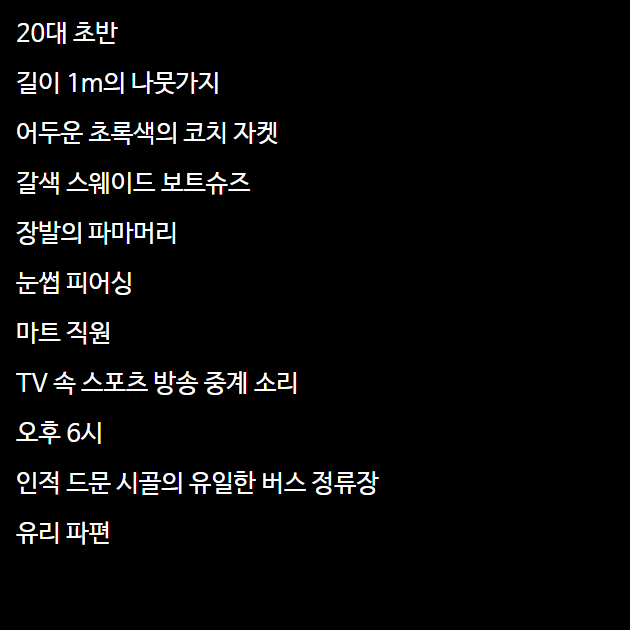 20대 초반
길이 1m의 나뭇가지
어두운 초록색의 코치 자켓
갈색 스웨이드 보트슈즈
장발의 파마머리
눈썹 피어싱
마트 직원
TV 속 스포츠 방송 중계 소리
오후 6시
인적 드문 시골의 유일한 버스 정류장
유리 파편